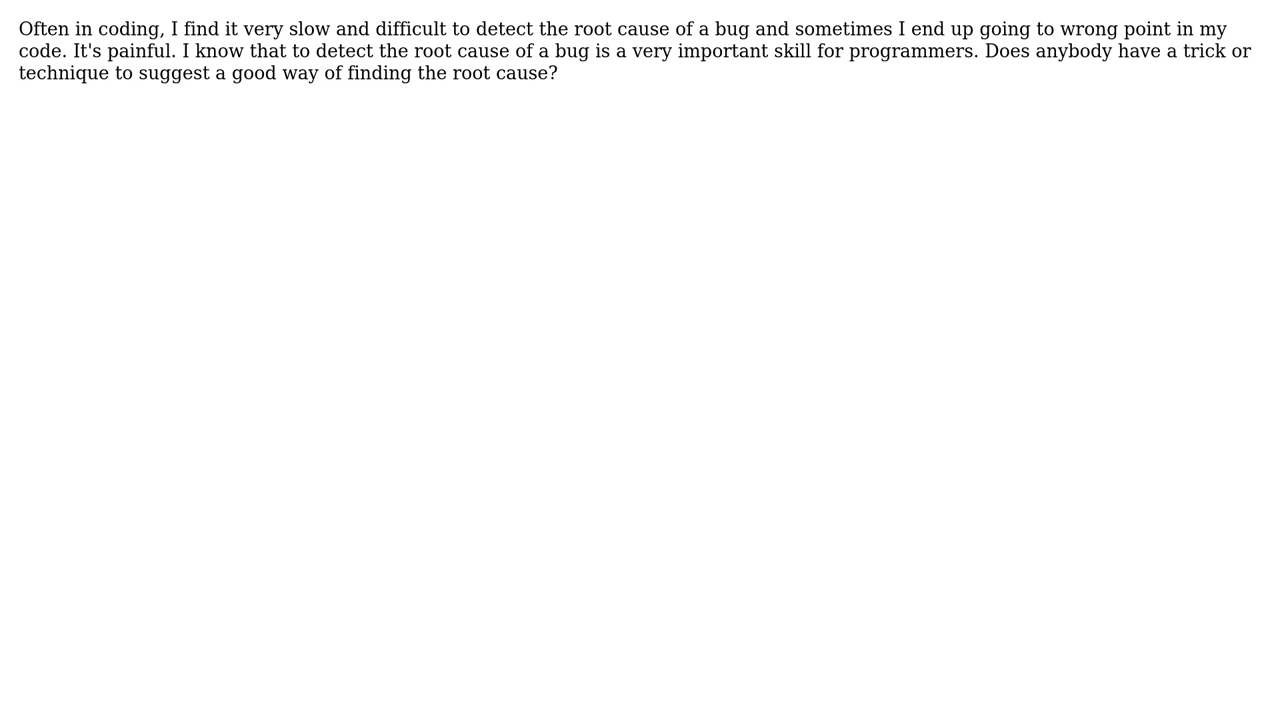 Often in coding, I find it very slow and difficult to detect the root cause of a bug and sometimes I end up going to wrong point in my
code. It's painful. I know that to detect the root cause of a bug is a very important skill for programmers. Does anybody have a trick or
technique to suggest a good way of finding the root cause?